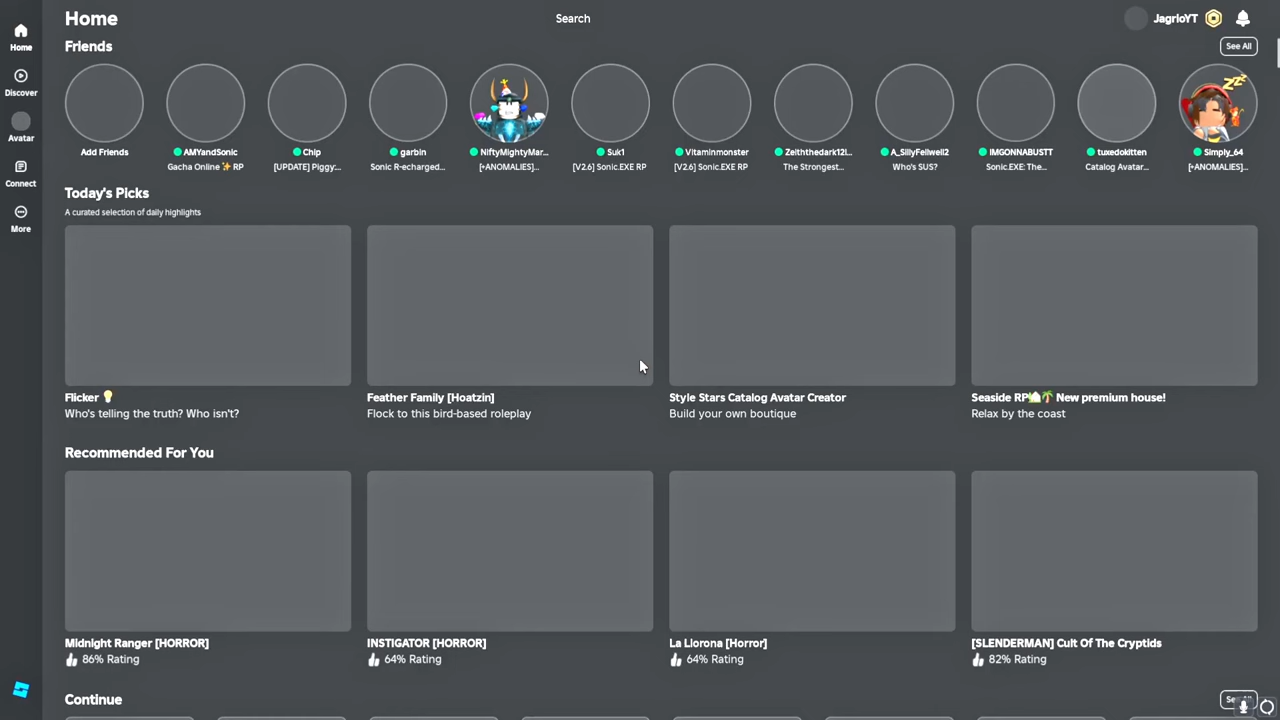 Home
Search
JagrioYT
Friends
See All
Home
Discover
Avatar
Connect
More
Add Friends
AMYandSonic
Gacha Online ✨ RP
Chip
[UPDATE] Piggy...
garbin
Sonic R-echarged...
NiftyMightyMar...
[+ANOMALIES]...
Suk1
[V2.6] Sonic.EXE RP
Vitaminmonster
[V2.6] Sonic.EXE RP
Zeiththedark12i...
The Strongest...
A_SillyFellwell2
Who's SUS?
IMGONNABUSTT
Sonic.EXE: The...
tuxedokitten
Catalog Avatar...
Simply_64
[+ANOMALIES]...
Today's Picks
A curated selection of daily highlights
Flicker 💡
Who's telling the truth? Who isn't?
Feather Family [Hoatzin]
Flock to this bird-based roleplay
Style Stars Catalog Avatar Creator
Build your own boutique
Seaside RP🏠🌴 New premium house!
Relax by the coast
Recommended For You
Midnight Ranger [HORROR]
86% Rating
INSTIGATOR [HORROR]
64% Rating
La Llorona [Horror]
64% Rating
[SLENDERMAN] Cult Of The Cryptids
82% Rating
Continue